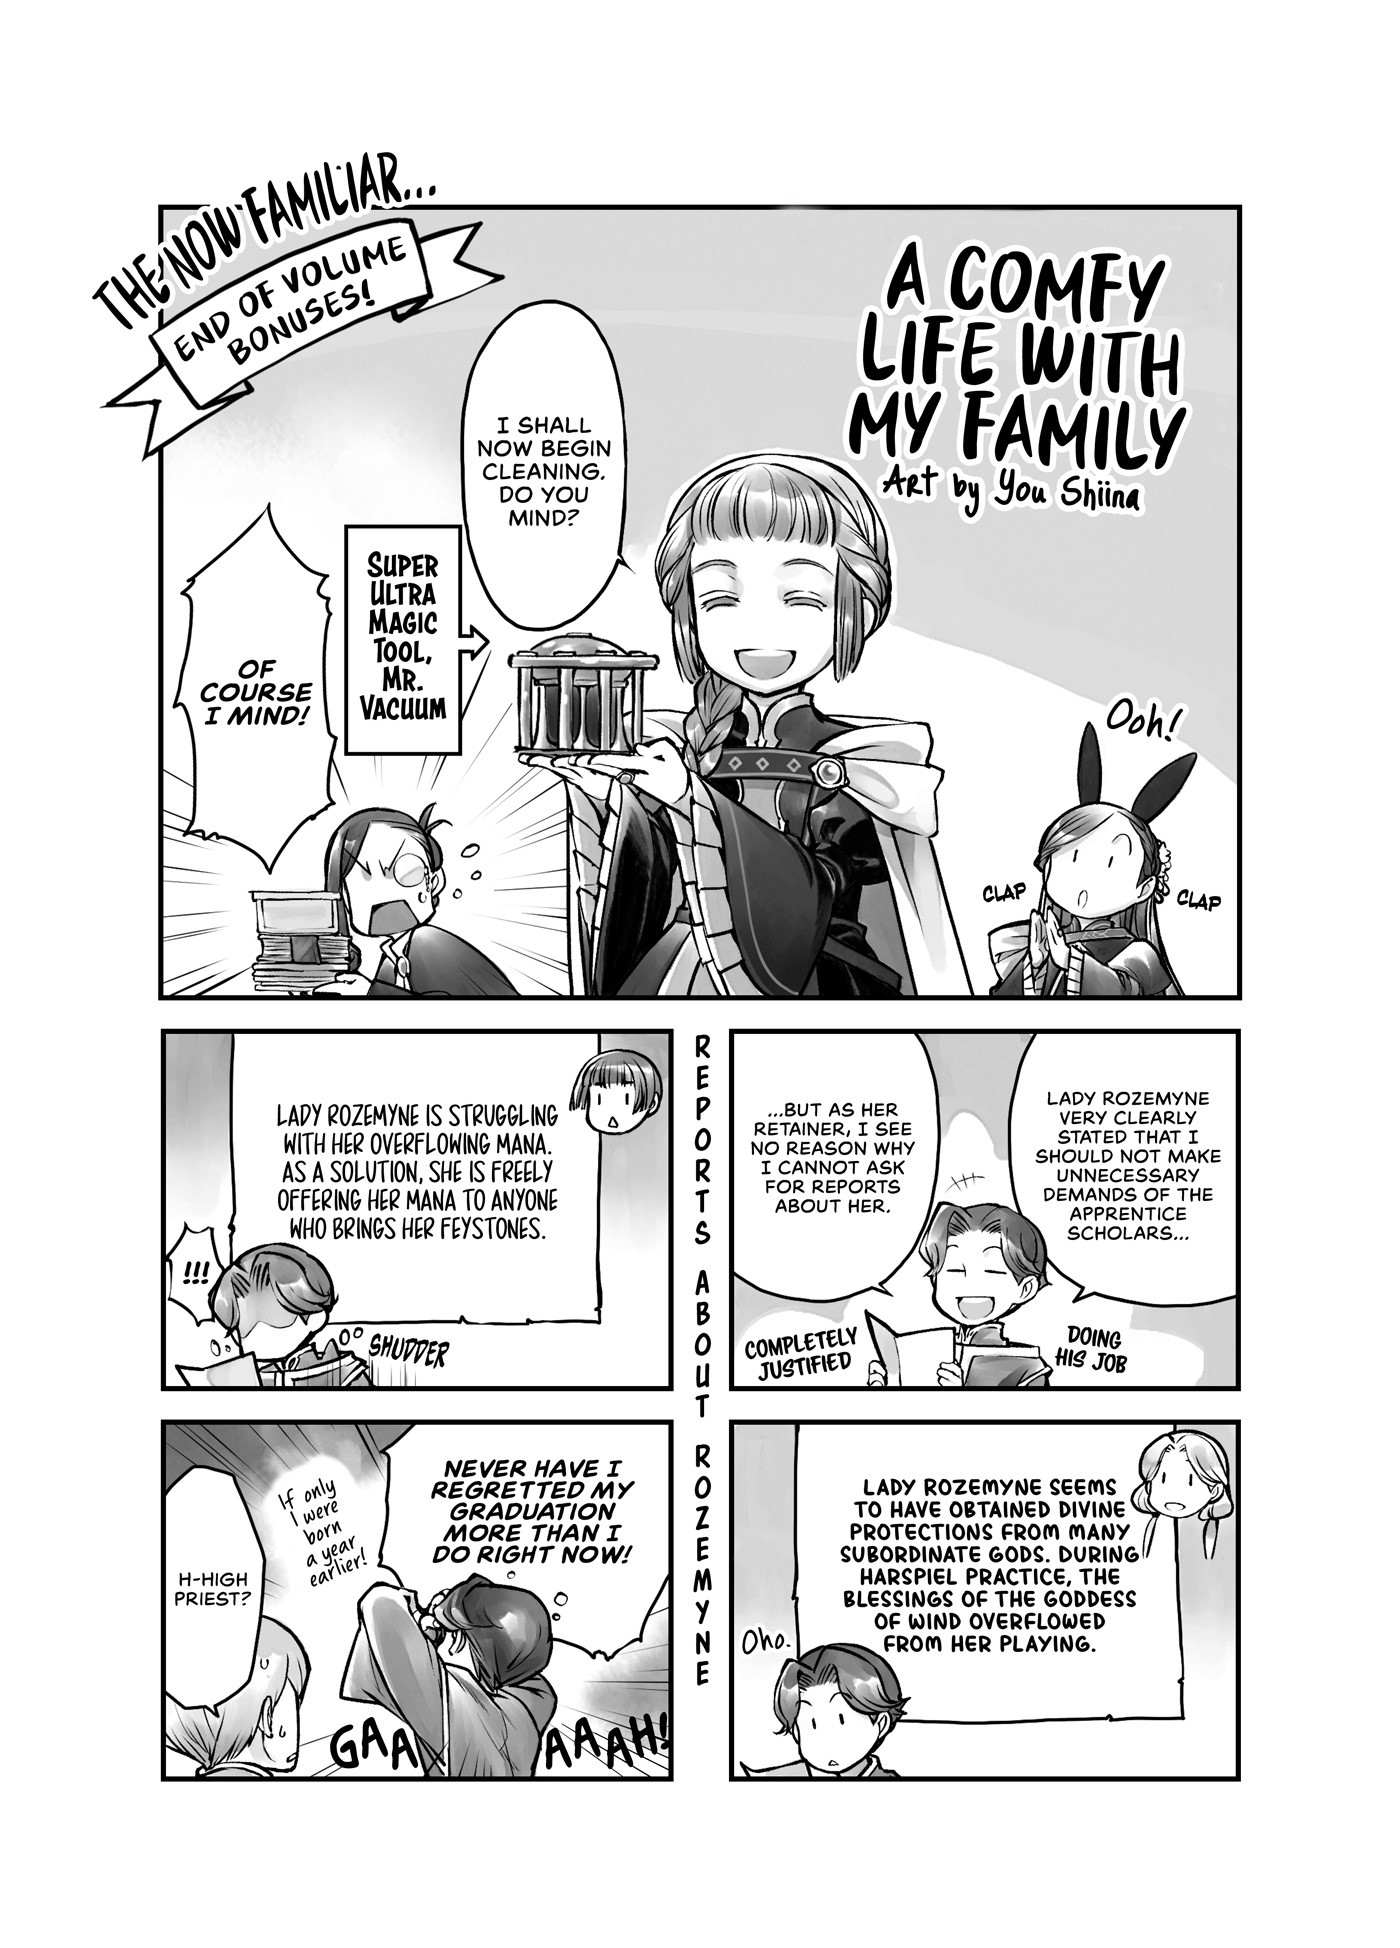 THE NOW FAMILIAR...
END OF VOLUME
BONUSES!
A COMFY
LIFE WITH
MY FAMILY
Art by You Shiina
I SHALL
NOW BEGIN
CLEANING.
DO YOU
MIND?
SUPER
ULTRA
MAGIC
TOOL,
MR.
VACUUM
OF
COURSE
I MIND!
Ooh!
CLAP
CLAP
REPORTS ABOUT ROZEMYNE
LADY ROZEMYNE
VERY CLEARLY
STATED THAT I
SHOULD NOT MAKE
UNNECESSARY
DEMANDS OF THE
APPRENTICE
SCHOLARS...
...BUT AS HER
RETAINER, I SEE
NO REASON WHY
I CANNOT ASK
FOR REPORTS
ABOUT HER.
DOING
HIS JOB
COMPLETELY
JUSTIFIED
LADY ROZEMYNE SEEMS
TO HAVE OBTAINED DIVINE
PROTECTIONS FROM MANY
SUBORDINATE GODS. DURING
HARSPIEL PRACTICE, THE
BLESSINGS OF THE GODDESS
OF WIND OVERFLOWED
FROM HER PLAYING.
Oho.
LADY ROZEMYNE IS STRUGGLING
WITH HER OVERFLOWING MANA.
AS A SOLUTION, SHE IS FREELY
OFFERING HER MANA TO ANYONE
WHO BRINGS HER FEYSTONES.
!!!
SHUDDER
NEVER HAVE I
REGRETTED MY
GRADUATION
MORE THAN I
DO RIGHT NOW!
If only
I were
born
a year
earlier!
H-HIGH
PRIEST?
GAA
AAAH!